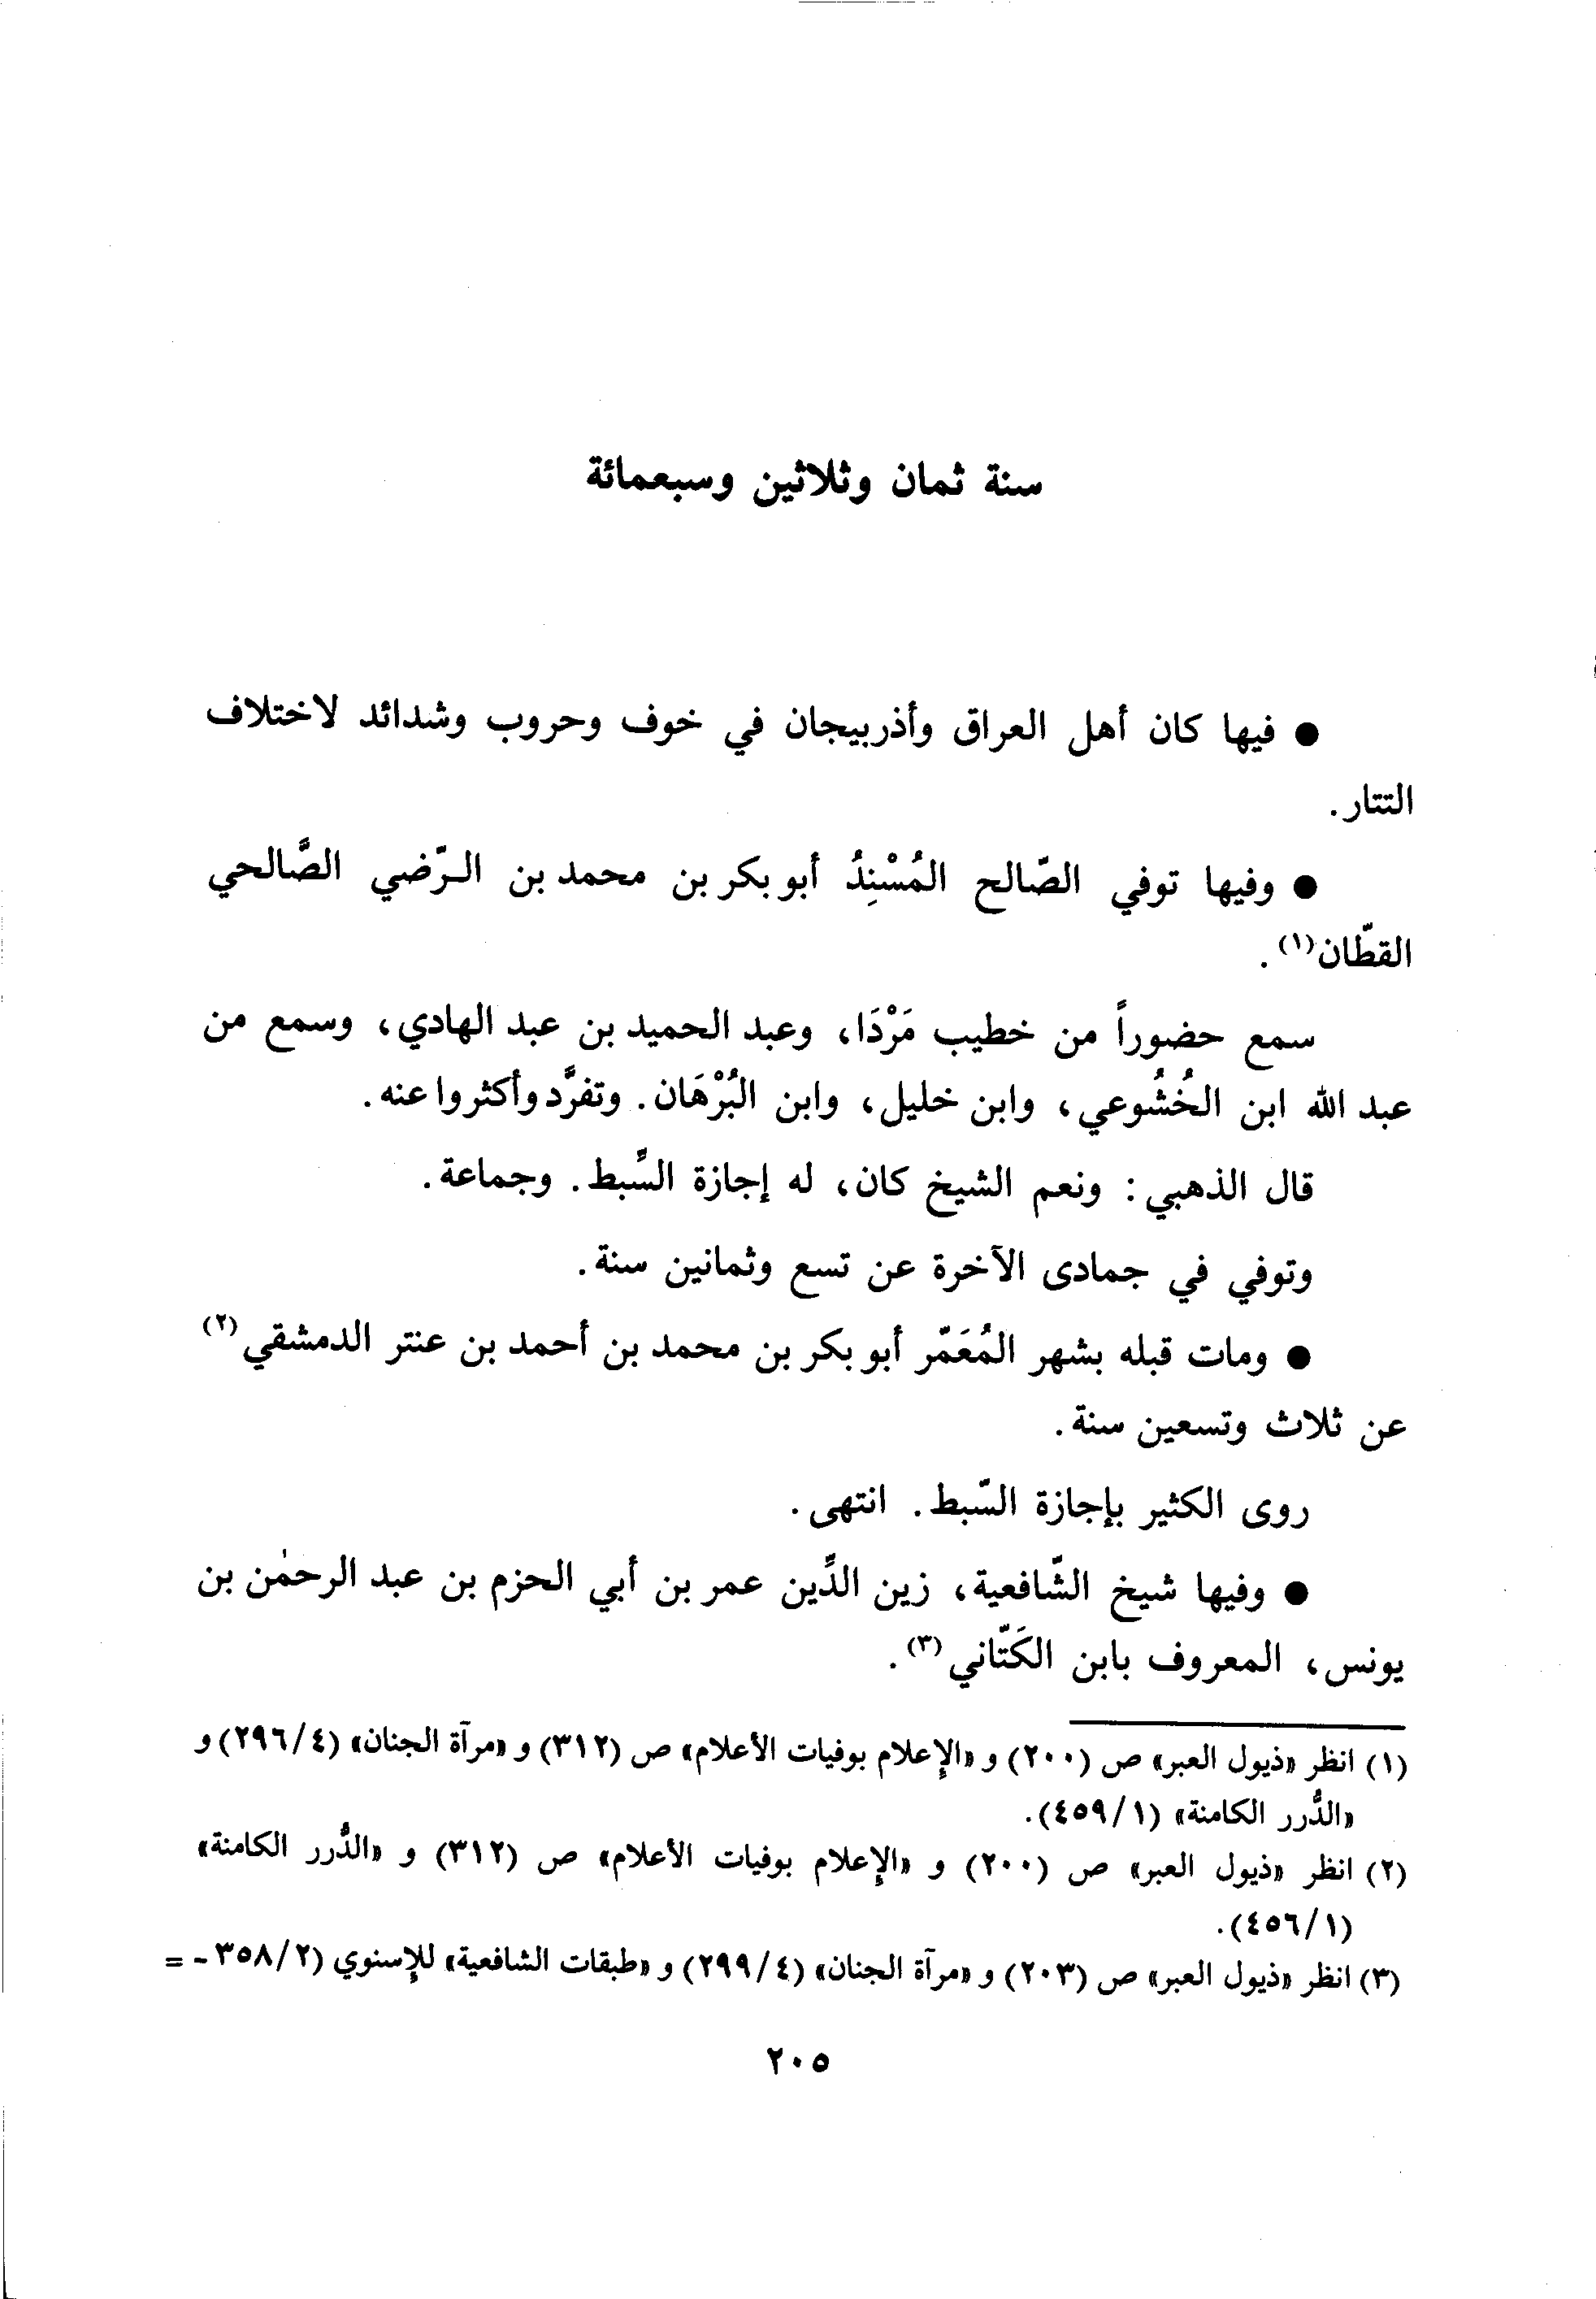 سنة ثمان وثلاثين وسبعمائة
● فيها كان أهل العراق وأذربيجان في خوف وحروب وشدائد لاختلاف
التتار.
● وفيها توفي الصّالح المُسْنِدُ أبو بكر بن محمد بن الـرّضي الصَّالحي
القطّان(١).
سمع حضوراً من خطيب مَرْدَا، وعبد الحميد بن عبد الهادي، وسمع من
عبد الله ابن الخُشُوعي، وابن خليل، وابن البُرْهَان. وتفرَّد وأكثروا عنه.
قال الذهبي: ونعم الشيخ كان، له إجازة السِّبط. وجماعة.
وتوفي في جمادى الآخرة عن تسع وثمانين سنة.
● ومات قبله بشهر المُعَمّر أبو بكر بن محمد بن أحمد بن عنتر الدمشقي(٢)
عن ثلاث وتسعين سنة.
روى الكثير بإجازة السّبط. انتهى.
● وفيها شيخ الشّافعية، زين الدِّين عمر بن أبي الحزم بن عبد الرحمٰن بن
يونس، المعروف بابن الكَتّاني(٣).
(١) انظر «ذيول العبر» ص (٢٠٠) و «الإعلام بوفيات الأعلام» ص (٣١٢) و «مرآة الجنان» (٢٩٦/٤) و
«الدُّرر الكامنة» (٤٥٩/١).
(٢) انظر «ذيول العبر» ص (٢٠٠) و «الإعلام بوفيات الأعلام» ص (٣١٢) و «الدُّرر الكامنة»
(٤٥٦/١).
(٣) انظر «ذيول العبر» ص (٢٠٣) و «مرآة الجنان» (٢٩٩/٤) و «طبقات الشافعية» للإسنوي (٣٥٨/٢ - =
٢٠٥